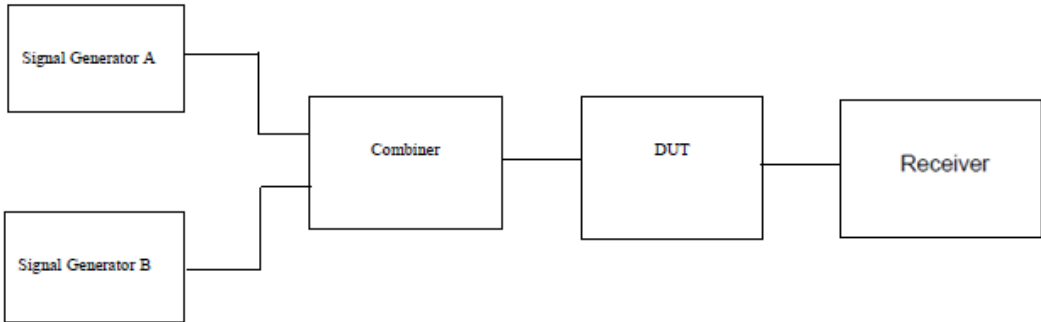 Signal Generator A
Combiner
DUT
Receiver
Signal Generator B